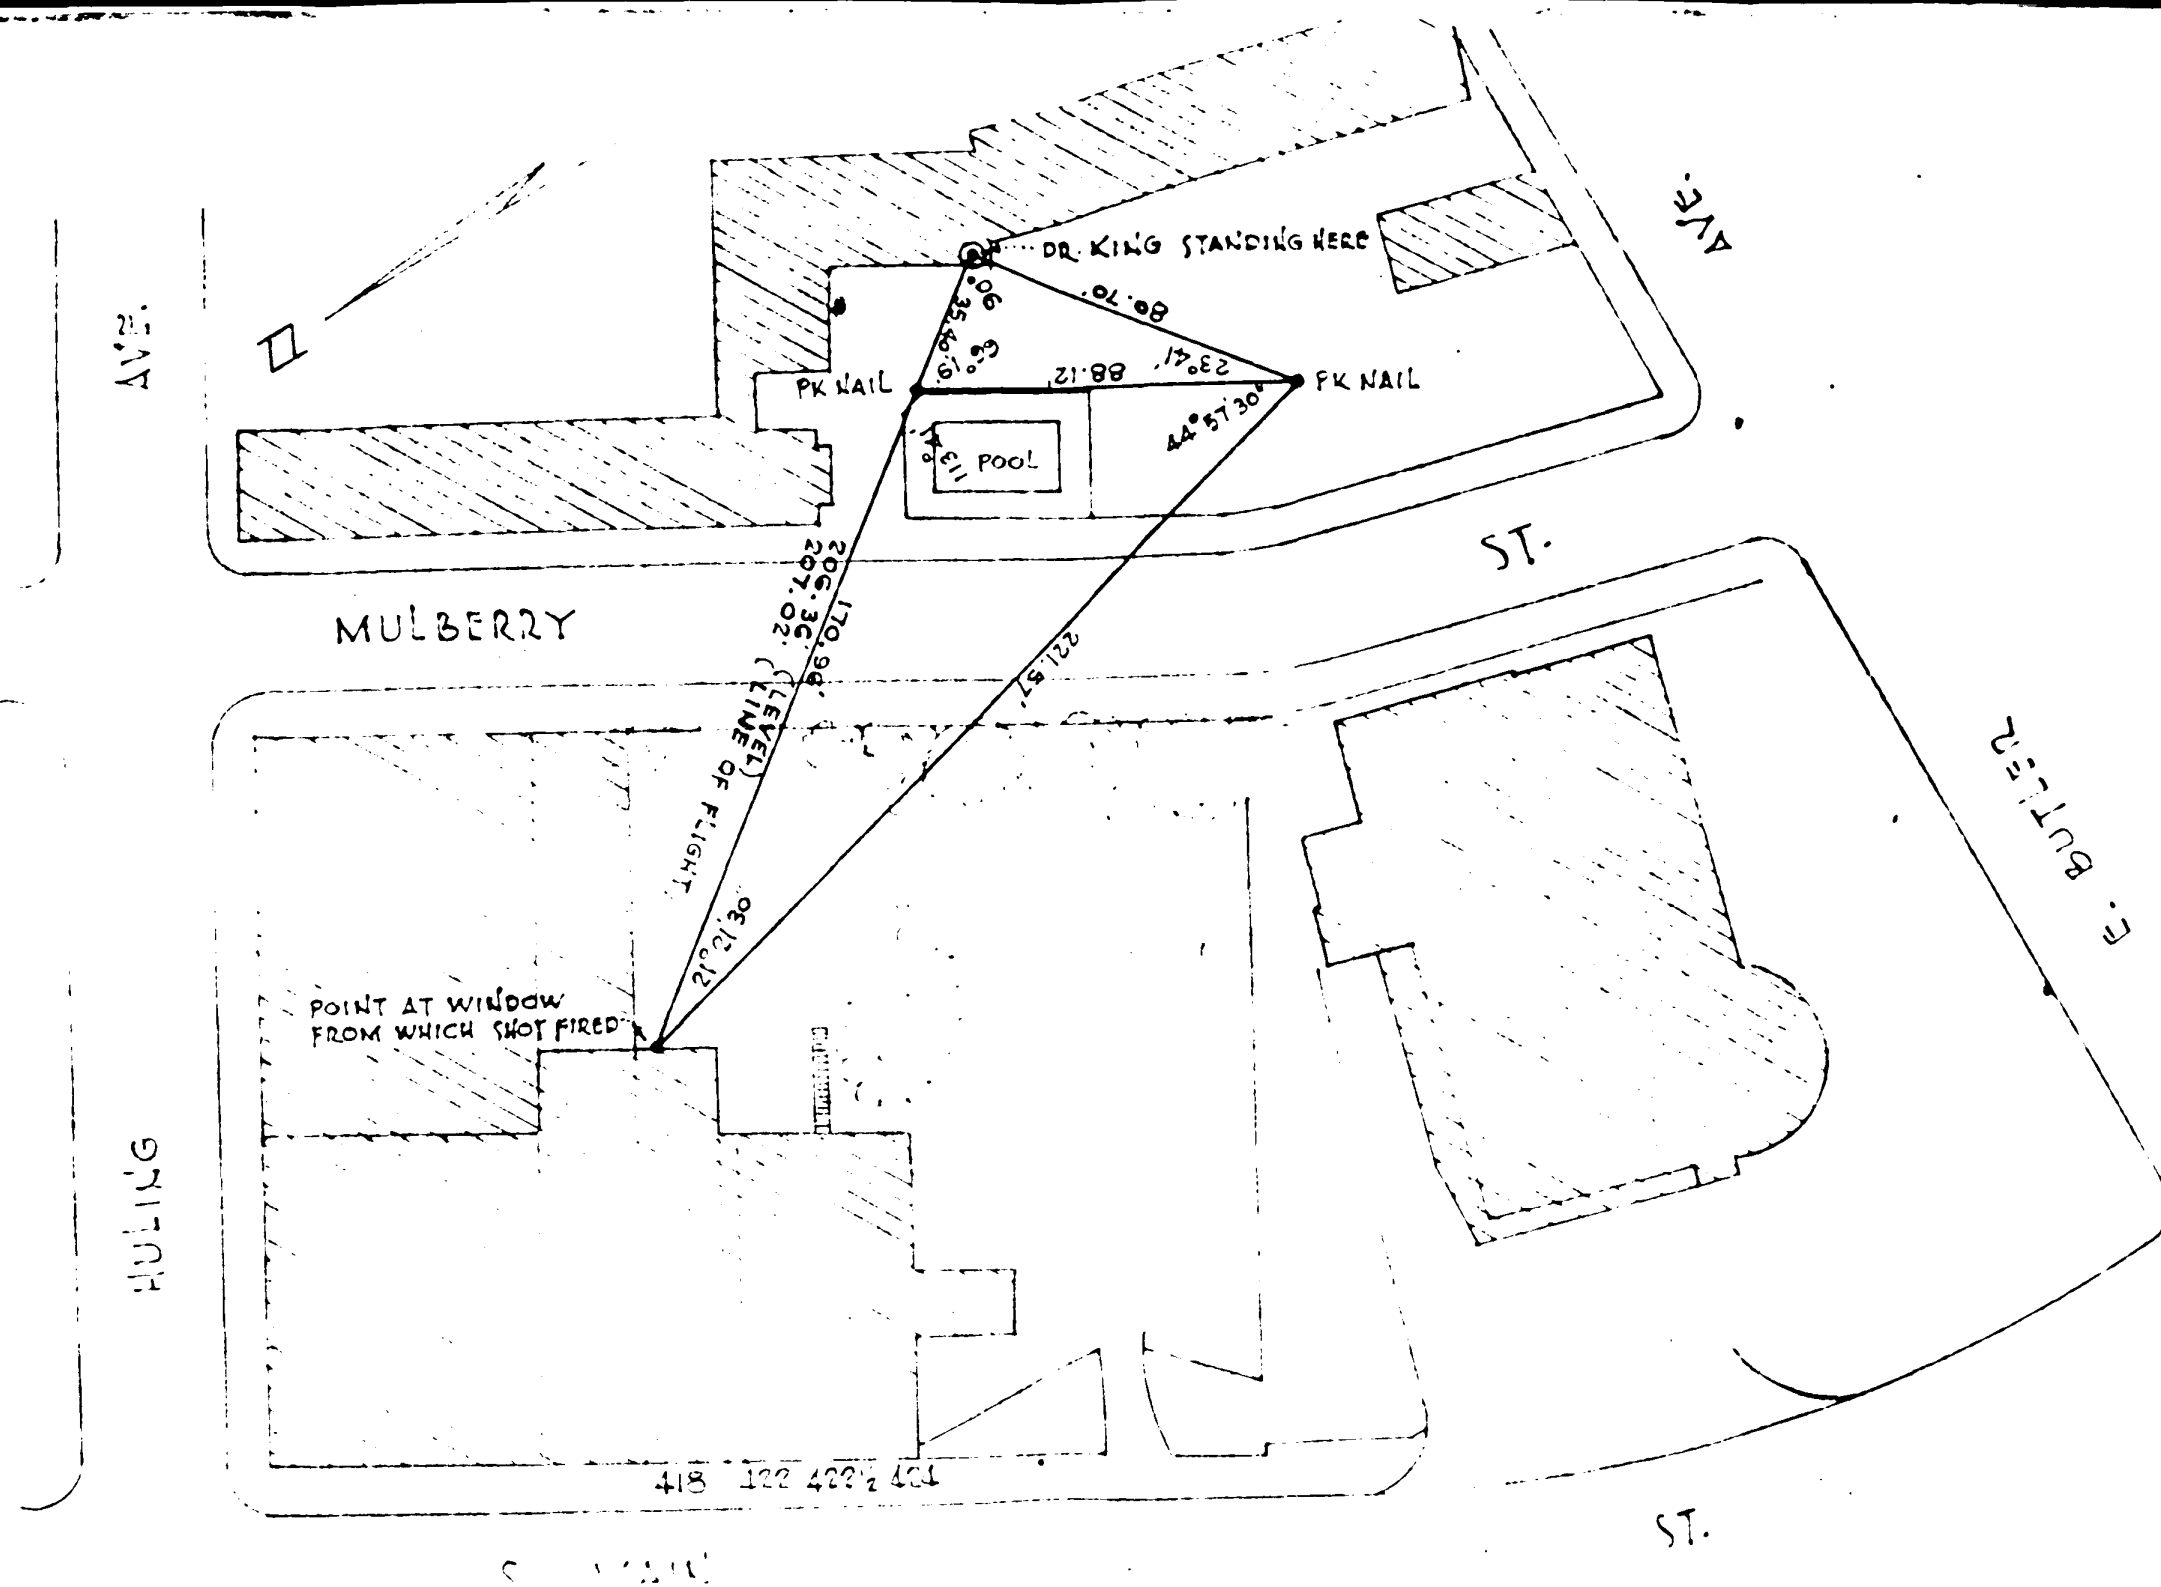 AVE.
DR. KING STANDING HERE
90°
80.70'
35.40'
66°19'
AVE.
PK NAIL
88.12'
23°41'
PK NAIL
44°57'30"
113°41'
POOL
ST.
MULBERRY
170.96'
206.36' (LEVEL)
207.02' (LINE OF FLIGHT.
221.57'
E. BUTLER
21°21'30"
POINT AT WINDOW
FROM WHICH SHOT FIRED
HULING
418 422 422½ 424
ST.